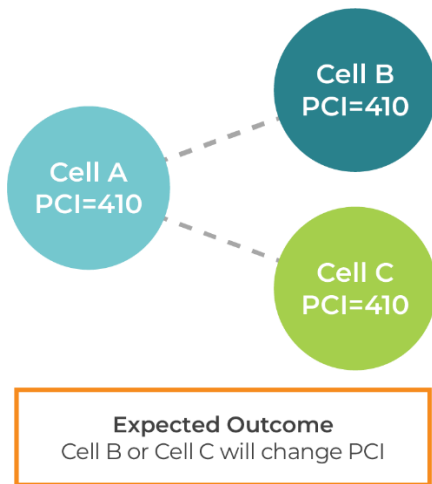 Cell B
PCI=410
Cell A
PCI=410
Cell C
PCI=410
Expected Outcome
Cell B or Cell C will change PCI